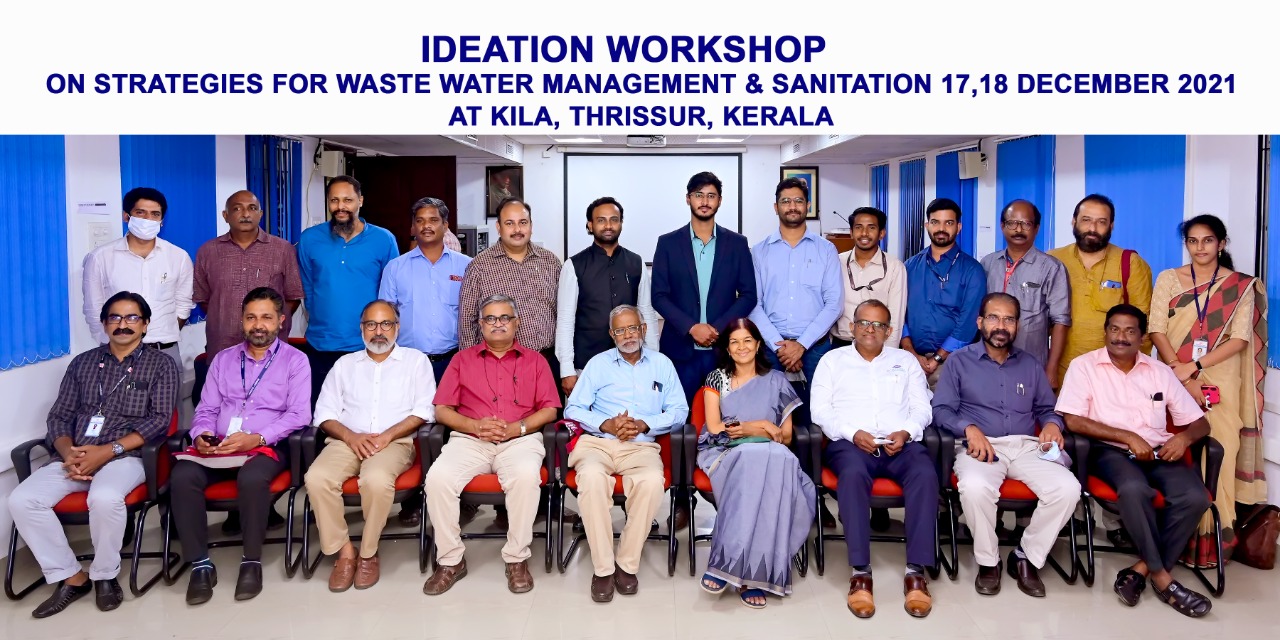 IDEATION WORKSHOP
ON STRATEGIES FOR WASTE WATER MANAGEMENT & SANITATION 17,18 DECEMBER 2021
AT KILA, THRISSUR, KERALA